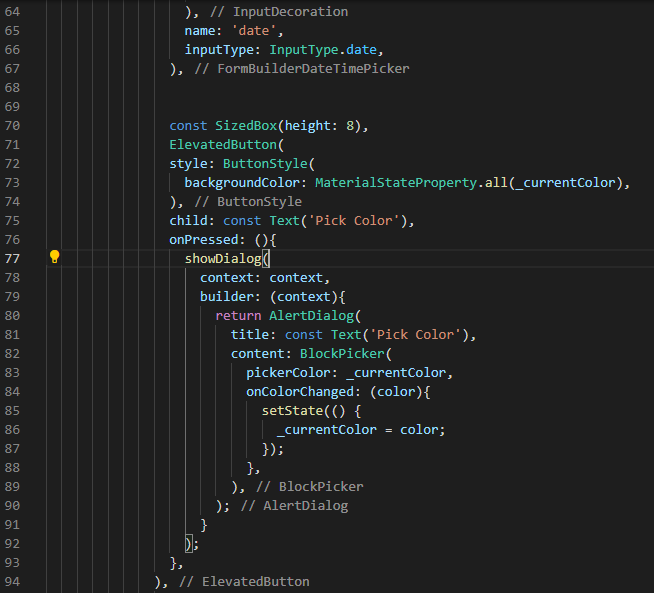 64 ), // InputDecoration
65 name: 'date',
66 inputType: InputType.date,
67 ), // FormBuilderDateTimePicker
68
69
70 const SizedBox(height: 8),
71 ElevatedButton(
72 style: ButtonStyle(
73 backgroundColor: MaterialStateProperty.all(_currentColor),
74 ), // ButtonStyle
75 child: const Text('Pick Color'),
76 onPressed: (){
77 showDialog(
78 context: context,
79 builder: (context){
80 return AlertDialog(
81 title: const Text('Pick Color'),
82 content: BlockPicker(
83 pickerColor: _currentColor,
84 onColorChanged: (color){
85 setState(() {
86 _currentColor = color;
87 });
88 },
89 ), // BlockPicker
90 ); // AlertDialog
91 }
92 );
93 },
94 ), // ElevatedButton